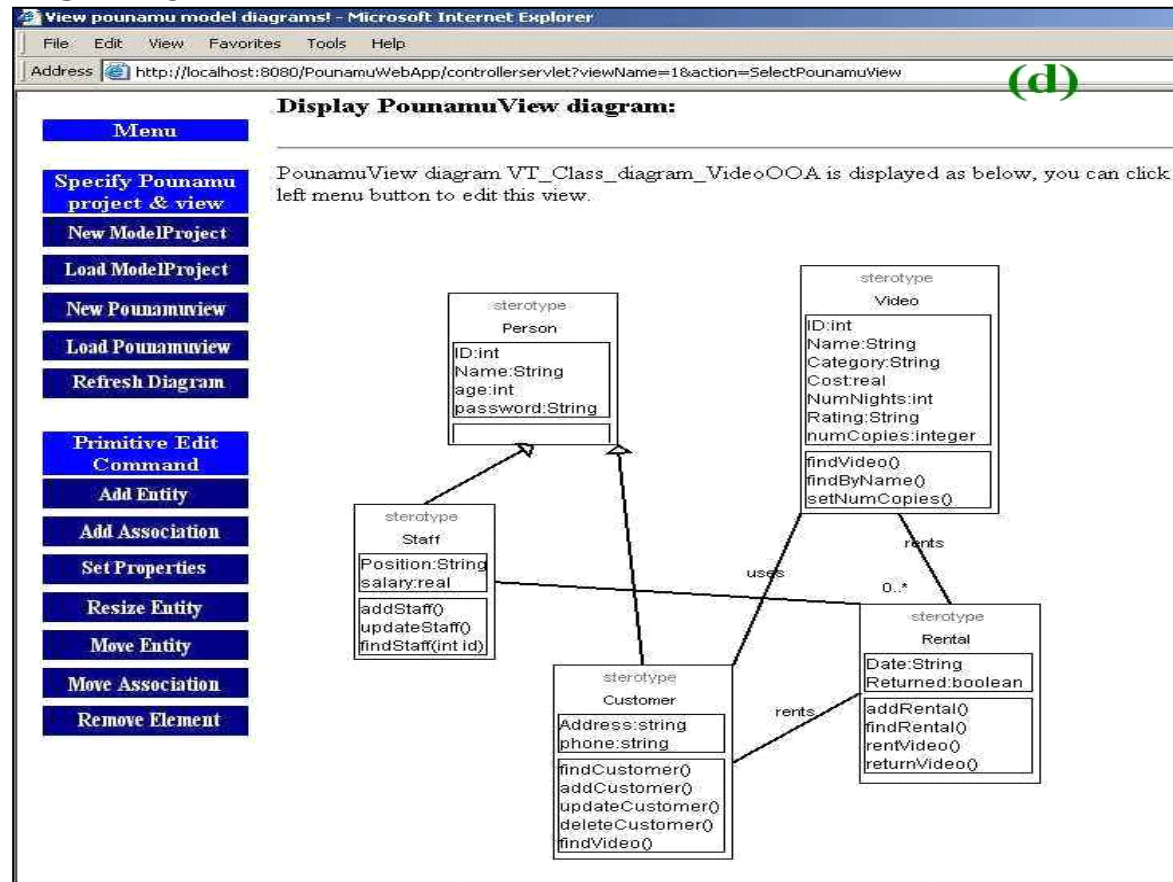 View pounamu model diagrams! - Microsoft Internet Explorer
File Edit View Favorites Tools Help
Address http://localhost:8080/PounamuWebApp/controllerservlet?viewName=1&action=SelectPounamuView
(d)
Menu
Specify Pounamu
project & view
New ModelProject
Load ModelProject
New Pounamuview
Load Pounamuview
Refresh Diagram
Primitive Edit
Command
Add Entity
Add Association
Set Properties
Resize Entity
Move Entity
Move Association
Remove Element
Display PounamuView diagram:
PounamuView diagram VT_Class_diagram_VideoOOA is displayed as below, you can click
left menu button to edit this view.
sterotype
Person
ID:int
Name:String
age:int
password:String
sterotype
Video
ID:int
Name:String
Category:String
Cost:real
NumNights:int
Rating:String
numCopies:integer
findVideo()
findByName()
setNumCopies()
sterotype
Staff
Position:String
salary:real
addStaff()
updateStaff()
findStaff(int id)
uses
rents
0..*
sterotype
Rental
Date:String
Returned:boolean
addRental()
findRental()
rentVideo()
returnVideo()
rents
sterotype
Customer
Address:string
phone:string
findCustomer()
addCustomer()
updateCustomer()
deleteCustomer()
findVideo()